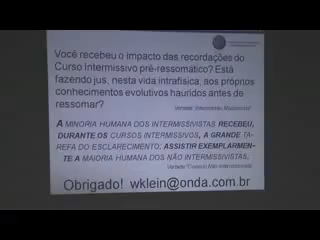 Você recebeu o impacto das recordações do
Curso Intermissivo pré-ressomático? Está
fazendo jus, nesta vida intrafísica, aos próprios
conhecimentos evolutivos hauridos antes de
ressomar?
A MINORIA HUMANA DOS INTERMISSIVISTAS RECEBEU,
DURANTE OS CURSOS INTERMISSIVOS, A GRANDE TA-
REFA DO ESCLARECIMENTO: ASSISTIR EXEMPLARMEN-
TE A MAIORIA HUMANA DOS NÃO INTERMISSIVISTAS.
Obrigado! wklein@onda.com.br